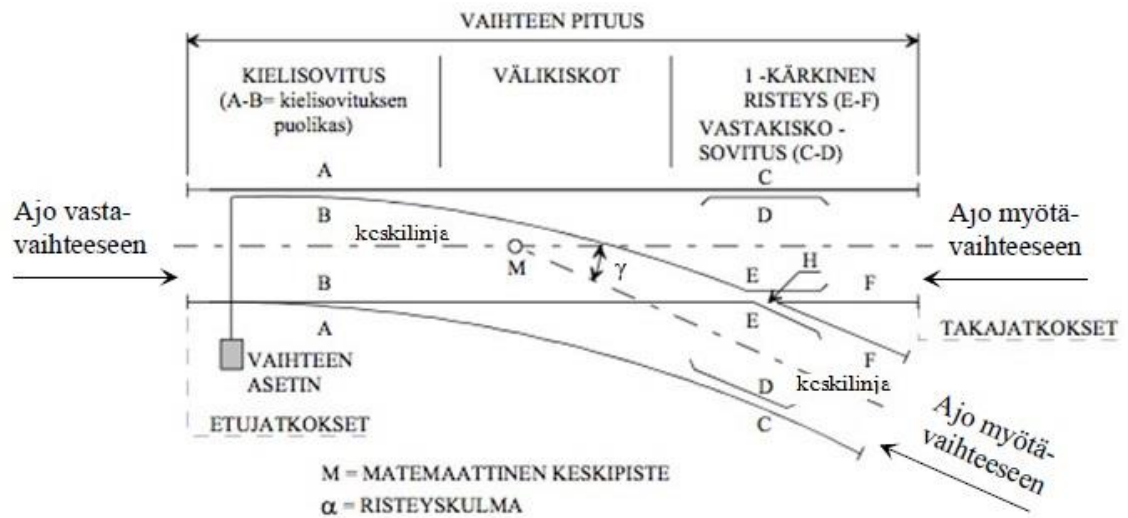 VAIHTEEN PITUUS
KIELISOVITUS
(A-B= kielisovituksen
puolikas)
VÄLIKISKOT
1 -KÄRKINEN
RISTEYS (E-F)
VASTAKISKO -
SOVITUS (C-D)
A
C
B
D
Ajo vasta-
vaihteeseen
keskilinja
M
γ
Ajo myötä-
vaihteeseen
H
E
F
B
A
E
F
TAKAJATKOKSET
VAIHTEEN
ASETIN
D
keskilinja
C
ETUJATKOKSET
Ajo myötä-
vaihteeseen
M = MATEMAATTINEN KESKIPISTE
α = RISTEYSKULMA